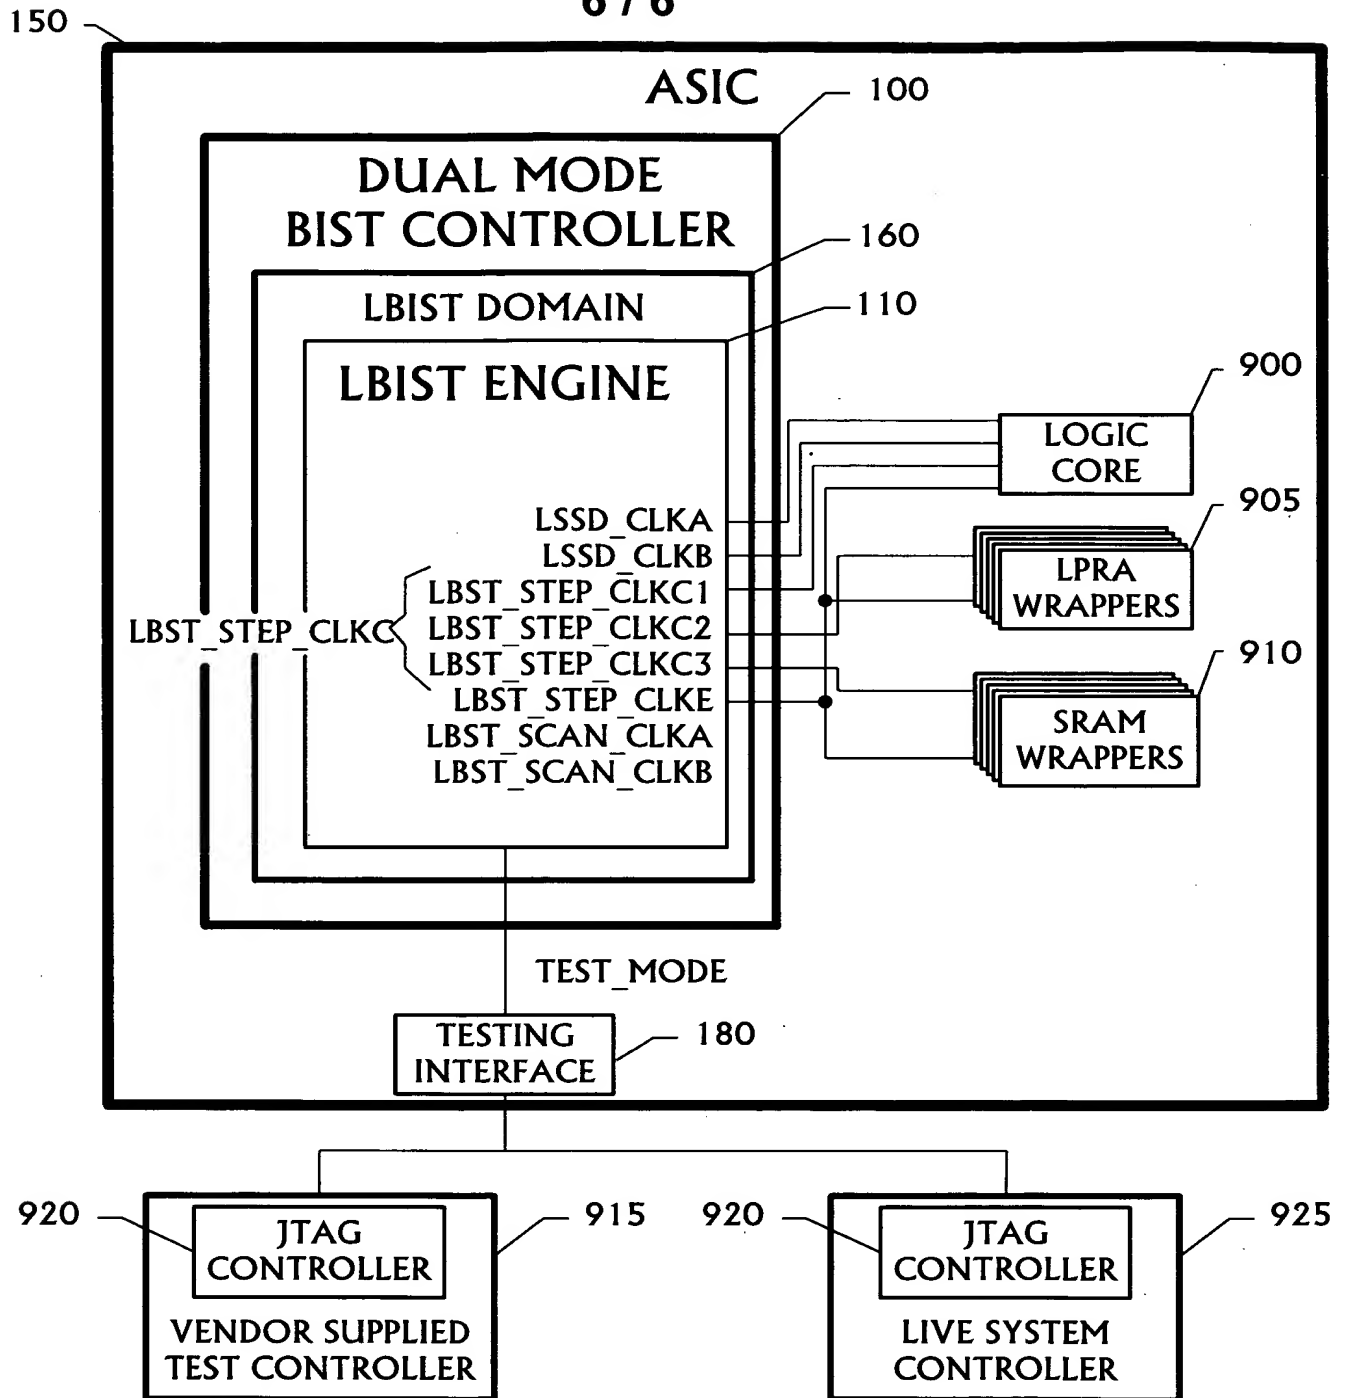 6 / 6
150
ASIC
100
DUAL MODE
BIST CONTROLLER
160
LBIST DOMAIN
110
LBIST ENGINE
900
LOGIC
CORE
905
LSSD_CLKA
LSSD_CLKB
LPRA
WRAPPERS
LBST_STEP_CLKC1
LBST_STEP_CLKC
LBST_STEP_CLKC2
LBST_STEP_CLKC3
910
LBST_STEP_CLKE
SRAM
WRAPPERS
LBST_SCAN_CLKA
LBST_SCAN_CLKB
TEST_MODE
TESTING
INTERFACE
180
920
JTAG
CONTROLLER
915
VENDOR SUPPLIED
TEST CONTROLLER
920
JTAG
CONTROLLER
925
LIVE SYSTEM
CONTROLLER